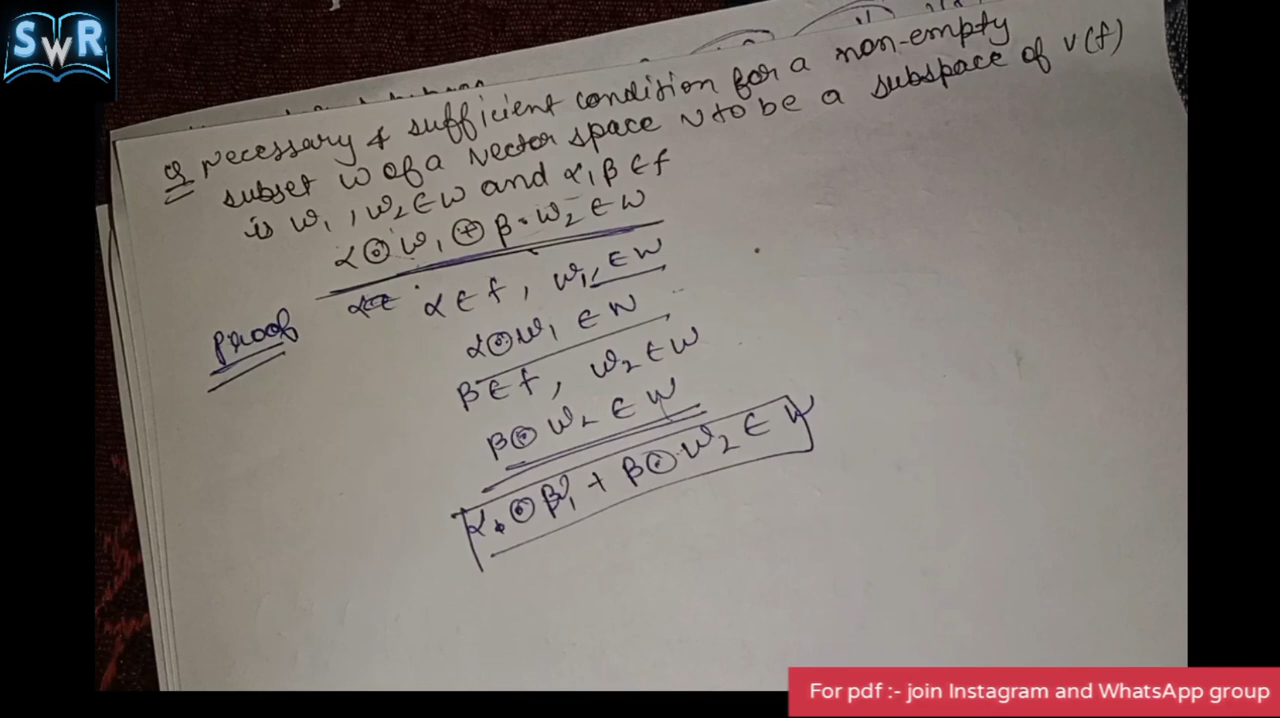 SWR
Q Necessary & sufficient condition for a non-empty
subset W of a Vector space V to be a subspace of V(f)
is w₁, w₂ ∈ W and α, β ∈ f
α ⊙ w₁ ⊕ β · w₂ ∈ W
Proof α ∈ f, w₁ ∈ W
α ⊙ w₁ ∈ W
β ∈ f, w₂ ∈ W
β ⊙ w₂ ∈ W
+ β ⊙ w₂ ∈ W
For pdf :- join Instagram and WhatsApp group